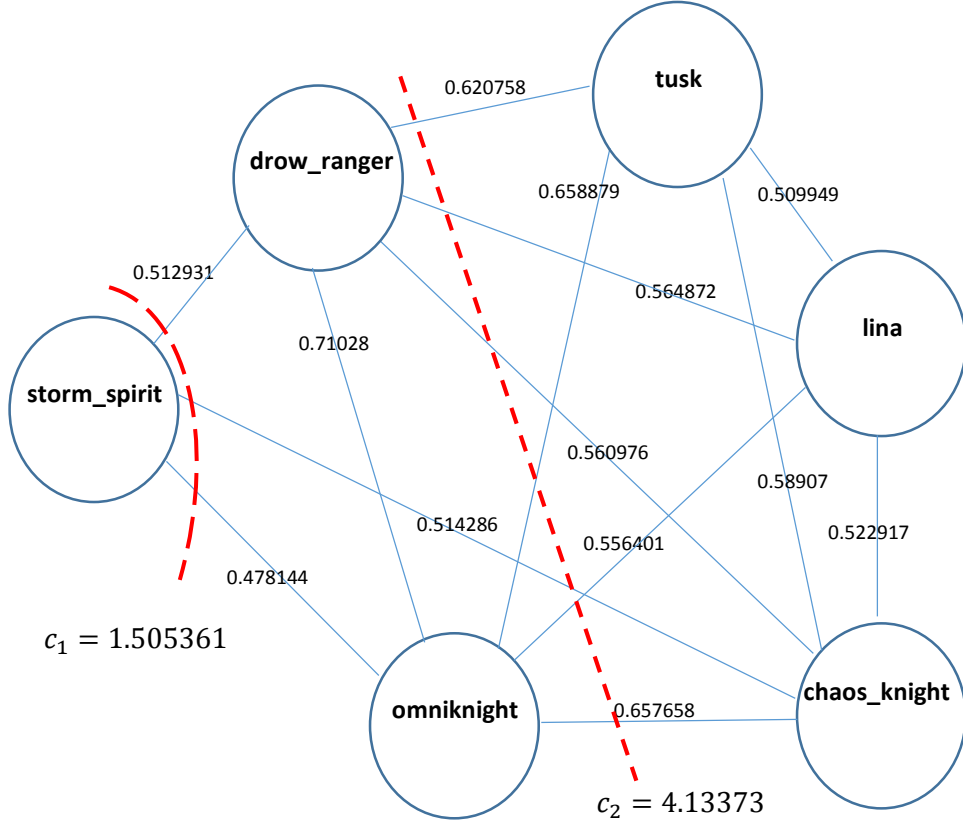 tusk
0.620758
drow_ranger
0.658879
0.509949
0.512931
0.564872
lina
0.71028
storm_spirit
0.560976
0.58907
0.514286
0.556401
0.522917
0.478144
c₁ = 1.505361
chaos_knight
omniknight
0.657658
c₂ = 4.13373